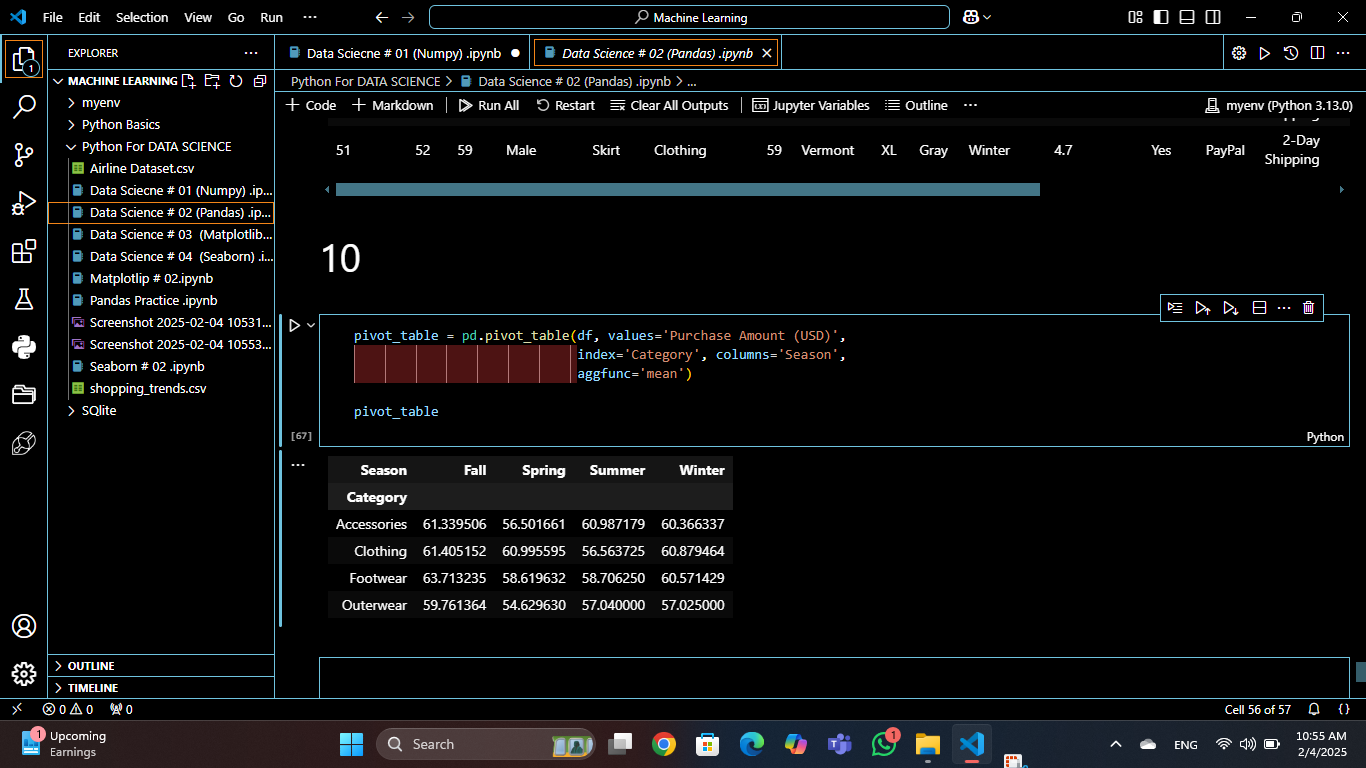 File Edit Selection View Go Run ···
Machine Learning
EXPLORER
Data Sciecne # 01 (Numpy) .ipynb
Data Science # 02 (Pandas) .ipynb
MACHINE LEARNING
Python For DATA SCIENCE > Data Science # 02 (Pandas) .ipynb > ...
myenv
Python Basics
Python For DATA SCIENCE
Airline Dataset.csv
Data Sciecne # 01 (Numpy) .ip...
Data Science # 02 (Pandas) .ip...
Data Science # 03 (Matplotlib...
Data Science # 04 (Seaborn) .i...
Matplotlip # 02.ipynb
Pandas Practice .ipynb
Screenshot 2025-02-04 10531...
Screenshot 2025-02-04 10553...
Seaborn # 02 .ipynb
shopping_trends.csv
SQlite
OUTLINE
TIMELINE
+ Code + Markdown Run All Restart Clear All Outputs Jupyter Variables Outline ··· myenv (Python 3.13.0)
51 52 59 Male Skirt Clothing 59 Vermont XL Gray Winter 4.7 Yes PayPal 2-Day
Shipping
10
pivot_table = pd.pivot_table(df, values='Purchase Amount (USD)',
index='Category', columns='Season',
aggfunc='mean')
pivot_table
[67]
Python
Season Fall Spring Summer Winter
Category
Accessories 61.339506 56.501661 60.987179 60.366337
Clothing 61.405152 60.995595 56.563725 60.879464
Footwear 63.713235 58.619632 58.706250 60.571429
Outerwear 59.761364 54.629630 57.040000 57.025000
0 0 0
Cell 56 of 57
1
Upcoming
Earnings
Search
1
ENG
10:55 AM
2/4/2025